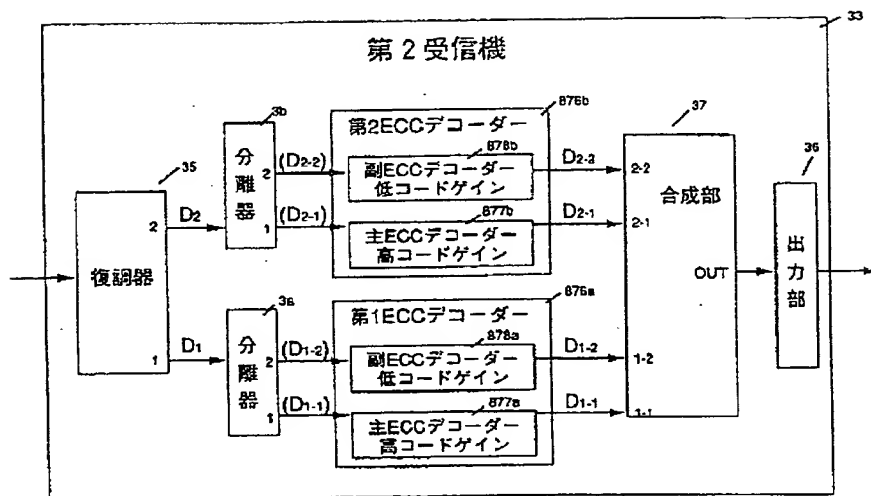 33
第2受信機
3b
分離器
2
1
(D2-2)
(D2-1)
876b
第2ECCデコーダー
878b
副ECCデコーダー
低コードゲイン
877b
主ECCデコーダー
高コードゲイン
D2-2
D2-1
37
合成部
2-2
2-1
OUT
1-2
1-1
36
出力部
35
復調器
2
1
D2
D1
3a
分離器
2
1
(D1-2)
(D1-1)
876a
第1ECCデコーダー
878a
副ECCデコーダー
低コードゲイン
877a
主ECCデコーダー
高コードゲイン
D1-2
D1-1